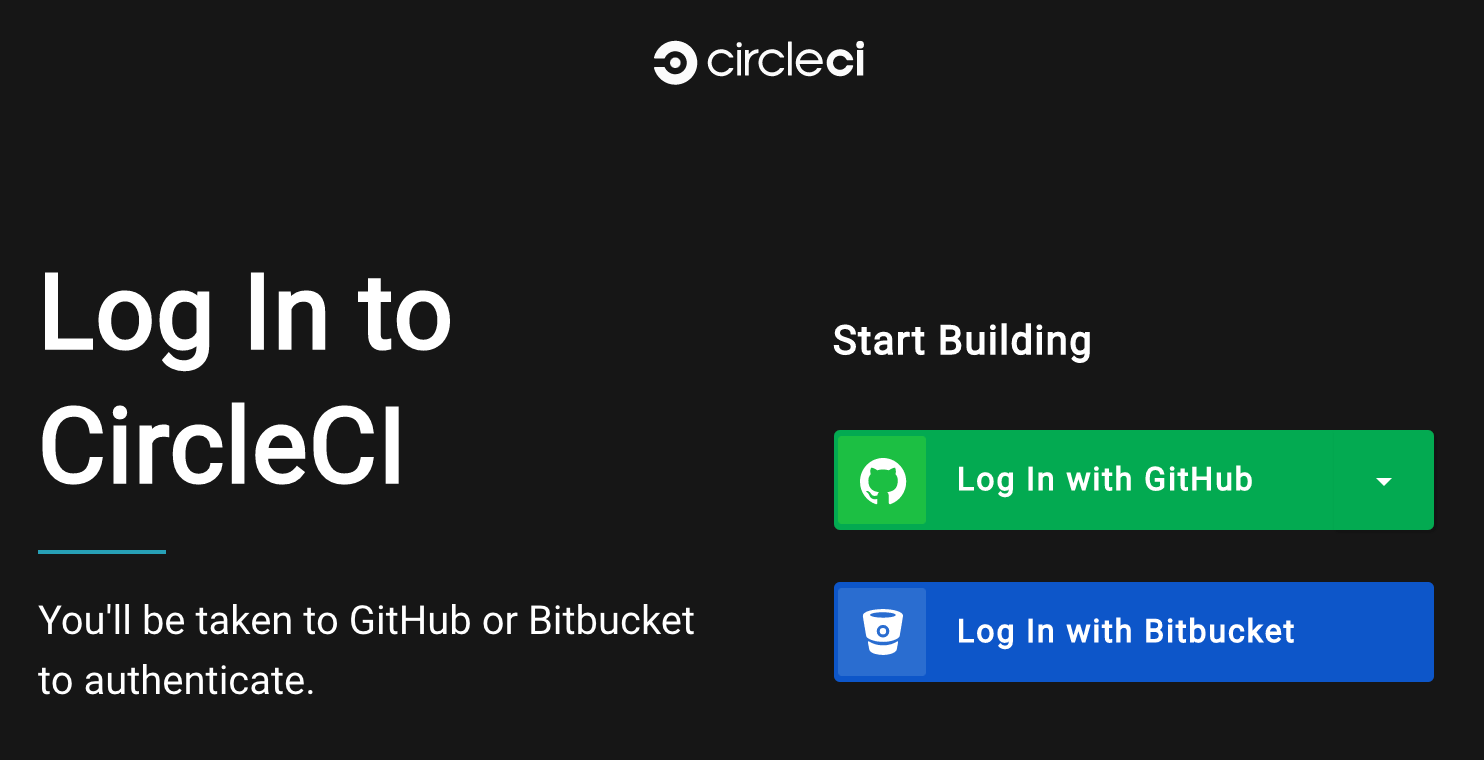 circleci
Log In to
CircleCI
You'll be taken to GitHub or Bitbucket
to authenticate.
Start Building
Log In with GitHub
Log In with Bitbucket